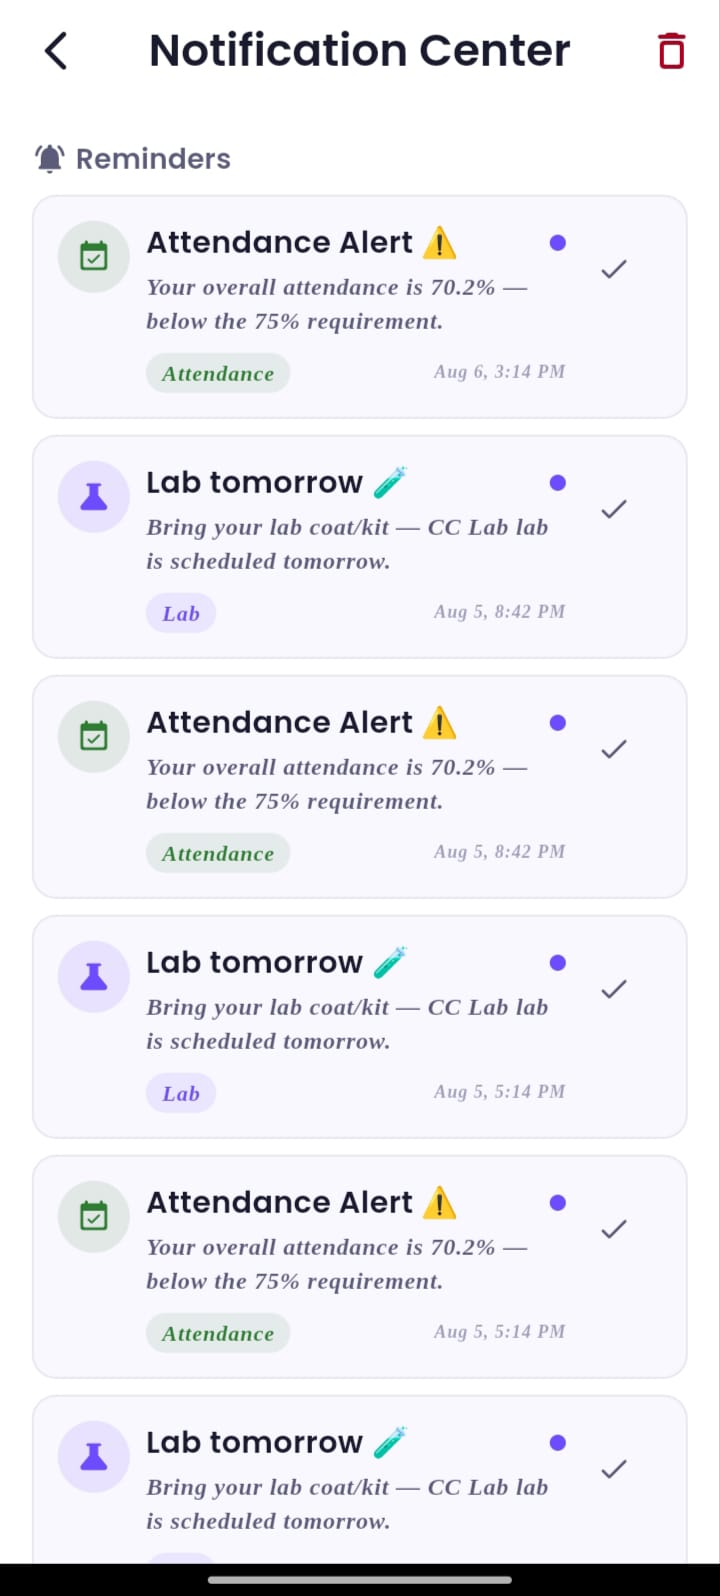 Notification Center
Reminders
Attendance Alert ⚠️
Your overall attendance is 70.2% —
below the 75% requirement.
Attendance
Aug 6, 3:14 PM
Lab tomorrow 🧪
Bring your lab coat/kit — CC Lab lab
is scheduled tomorrow.
Lab
Aug 5, 8:42 PM
Attendance Alert ⚠️
Your overall attendance is 70.2% —
below the 75% requirement.
Attendance
Aug 5, 8:42 PM
Lab tomorrow 🧪
Bring your lab coat/kit — CC Lab lab
is scheduled tomorrow.
Lab
Aug 5, 5:14 PM
Attendance Alert ⚠️
Your overall attendance is 70.2% —
below the 75% requirement.
Attendance
Aug 5, 5:14 PM
Lab tomorrow 🧪
Bring your lab coat/kit — CC Lab lab
is scheduled tomorrow.